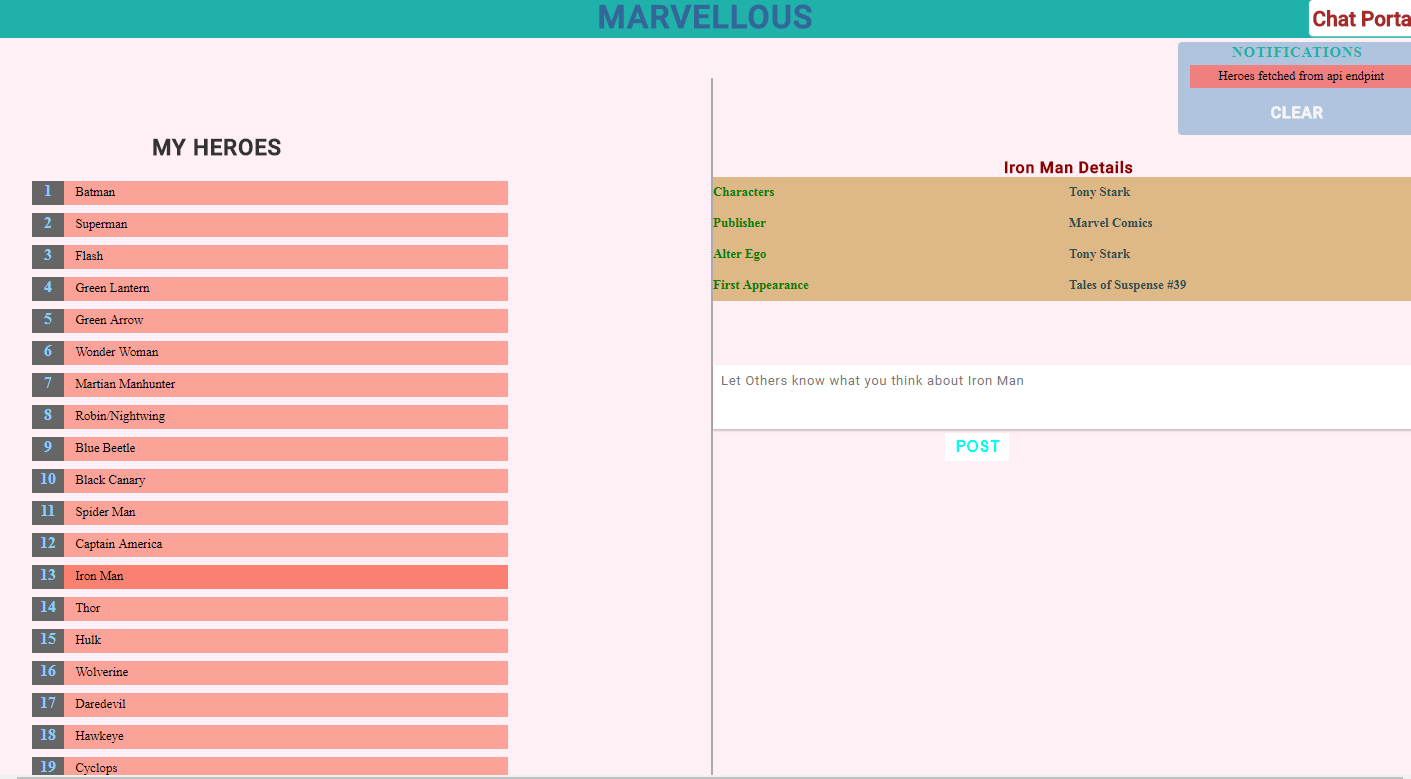 MARVELLOUS
Chat Porta
NOTIFICATIONS
Heroes fetched from api endpint
CLEAR
MY HEROES
1 Batman
2 Superman
3 Flash
4 Green Lantern
5 Green Arrow
6 Wonder Woman
7 Martian Manhunter
8 Robin/Nightwing
9 Blue Beetle
10 Black Canary
11 Spider Man
12 Captain America
13 Iron Man
14 Thor
15 Hulk
16 Wolverine
17 Daredevil
18 Hawkeye
19 Cyclops
Iron Man Details
Characters Tony Stark
Publisher Marvel Comics
Alter Ego Tony Stark
First Appearance Tales of Suspense #39
Let Others know what you think about Iron Man
POST